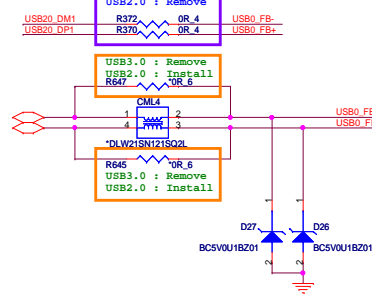 USB2.0 : Remove
USB20_DM1 R372 0R_4 USB0_FB-
USB20_DP1 R370 0R_4 USB0_FB+
USB3.0 : Remove
USB2.0 : Install
R647 *0R_6
CML4
1 2
4 3
USB0_F
USB0_F
*DLW21SN121SQ2L
R645 *0R_6
USB3.0 : Remove
USB2.0 : Install
1 1
D27 D26
BC5V0U1BZ01 BC5V0U1BZ01
2 2